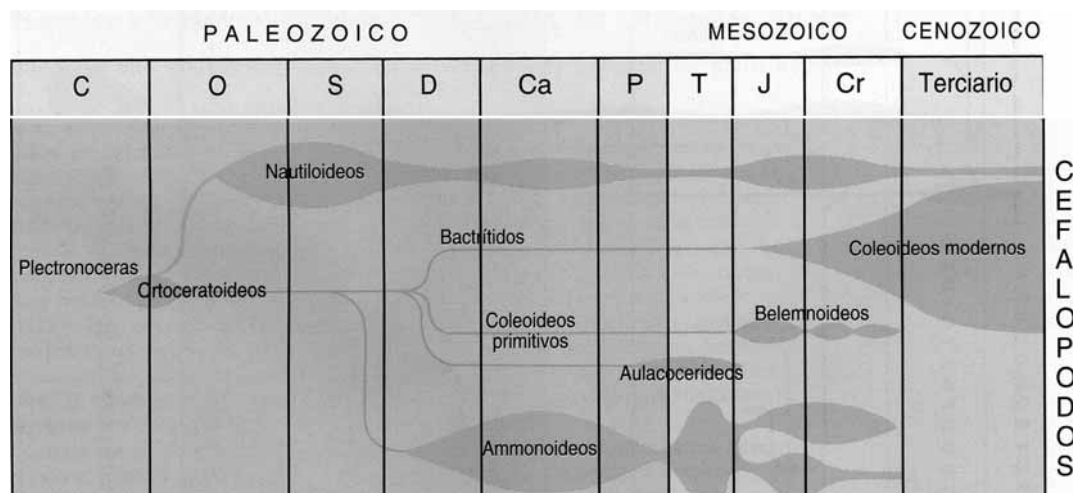 PALEOZOICO MESOZOICO CENOZOICO
C O S D Ca P T J Cr Terciario
Nautiloideos
Bactrítidos
Coleoideos modernos
Plectronoceras
Ortoceratoideos
Belemnoideos
Coleoideos
primitivos
Aulacocerideos
Ammonoideos
CEFALOPODOS